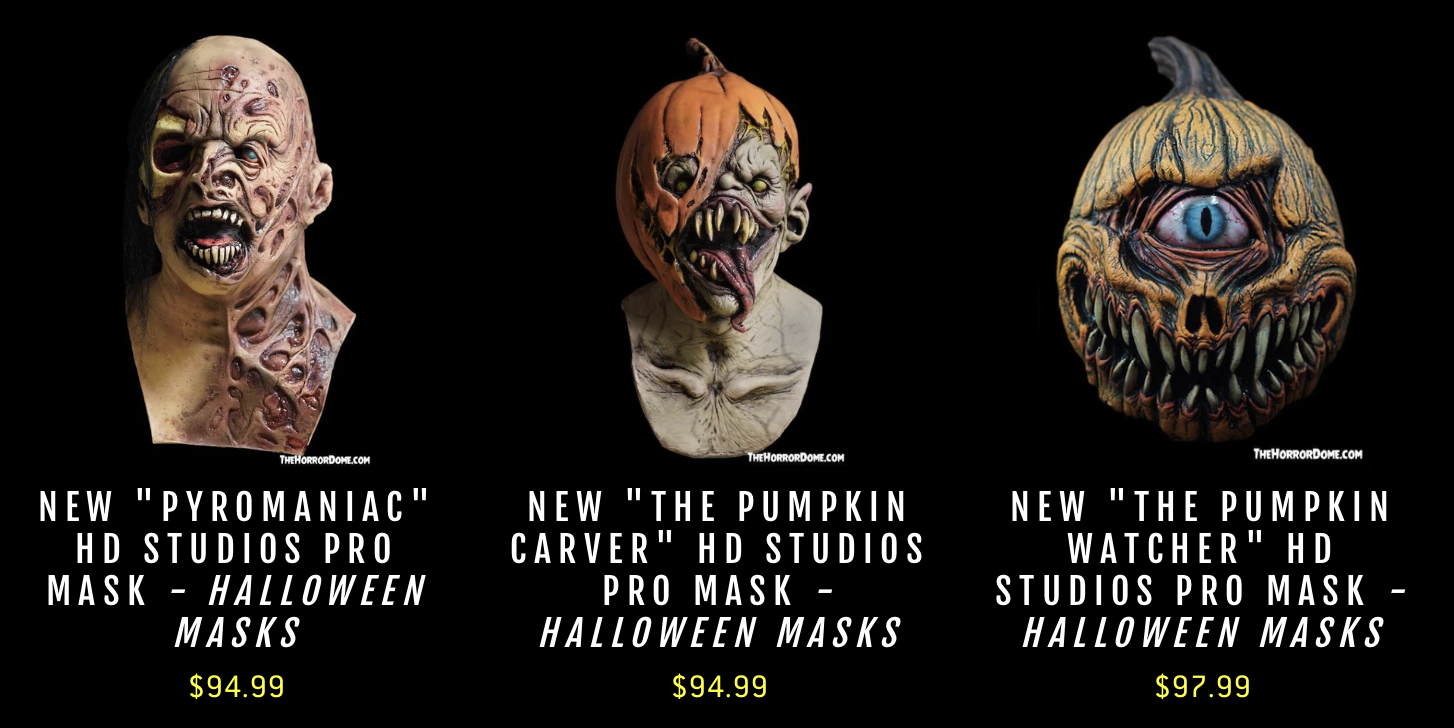 THEHORRORDOME.COM
NEW "PYROMANIAC"
HD STUDIOS PRO
MASK - HALLOWEEN
MASKS
$94.99
THEHORRORDOME.COM
NEW "THE PUMPKIN
CARVER" HD STUDIOS
PRO MASK -
HALLOWEEN MASKS
$94.99
THEHORRORDOME.COM
NEW "THE PUMPKIN
WATCHER" HD
STUDIOS PRO MASK -
HALLOWEEN MASKS
$97.99